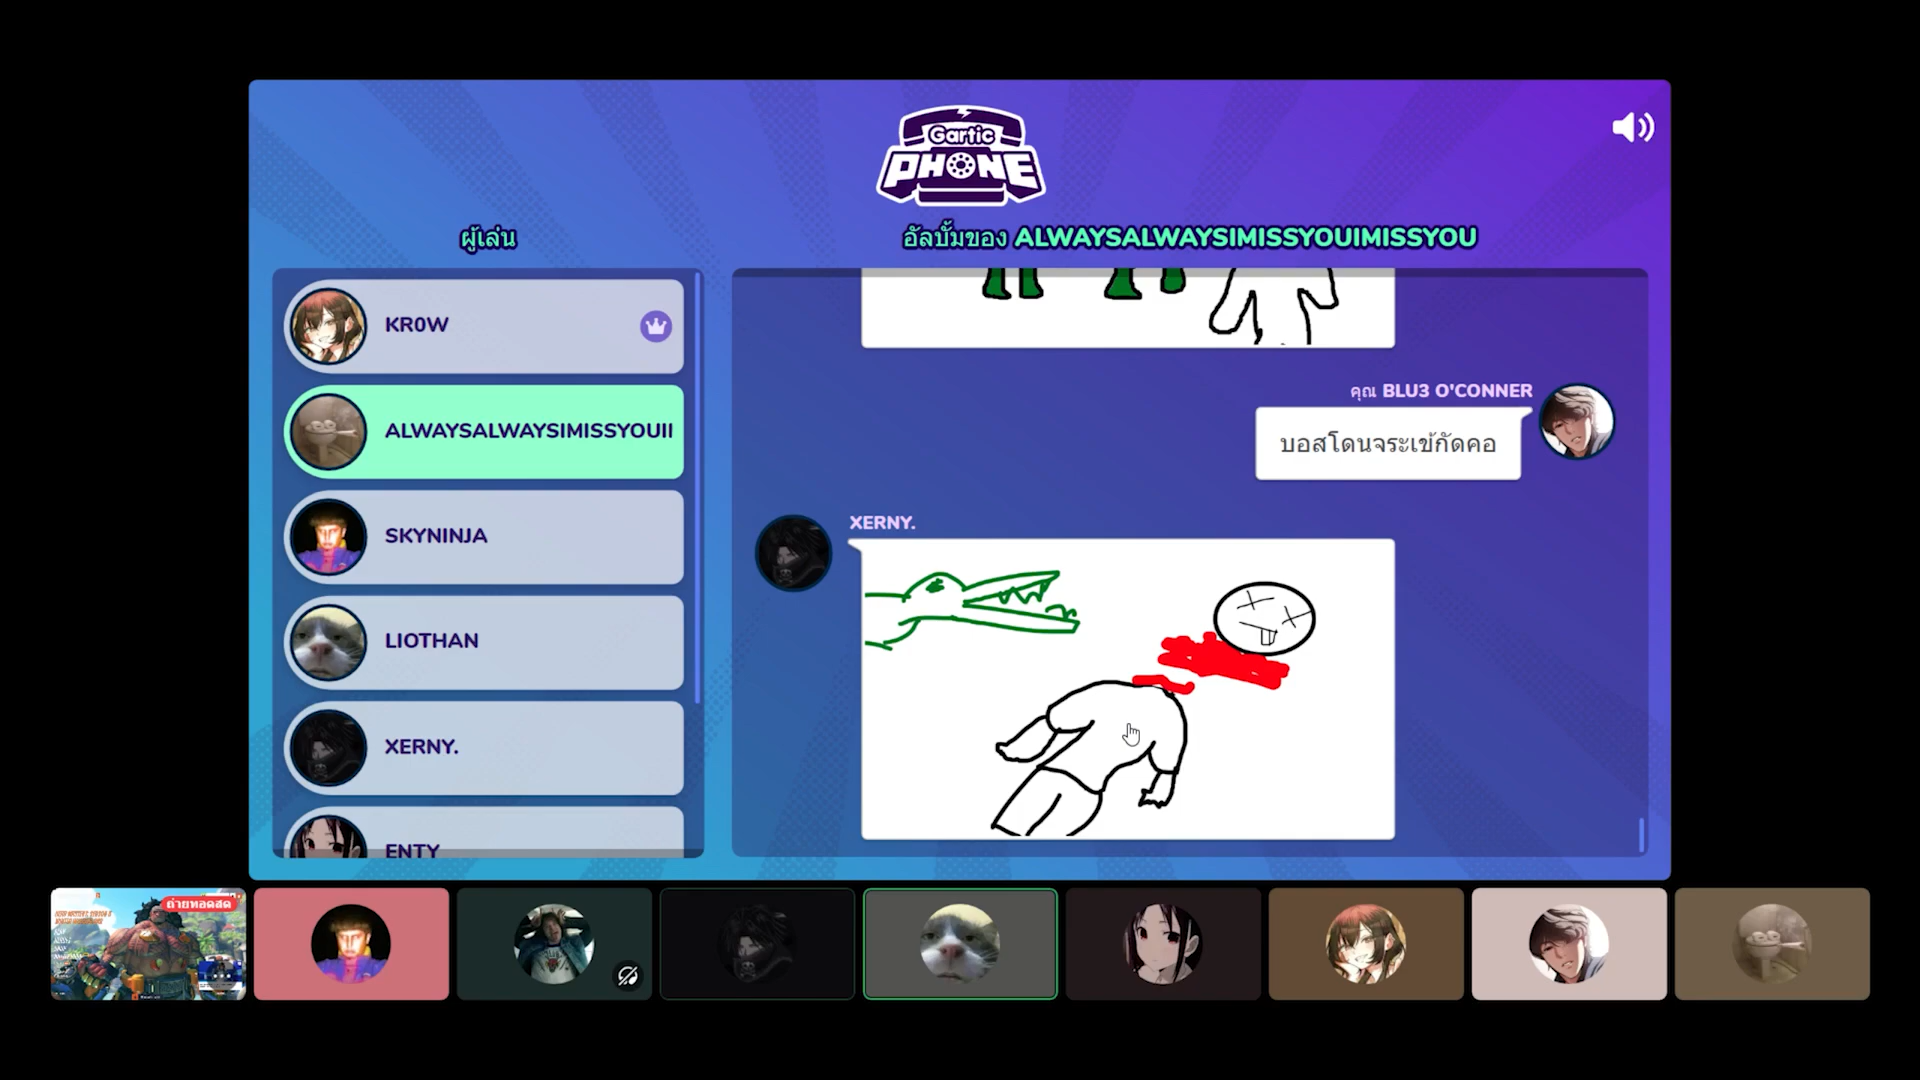 Gartic
PHONE
ผู้เล่น
อัลบั้มของ ALWAYSALWAYSIMISSYOUIMISSYOU
KR0W
ALWAYSALWAYSIMISSYOUII
SKYNINJA
LIOTHAN
XERNY.
ENTY
คุณ BLU3 O'CONNER
บอสโดนจระเข้กัดคอ
XERNY.
ถ่ายทอดสด